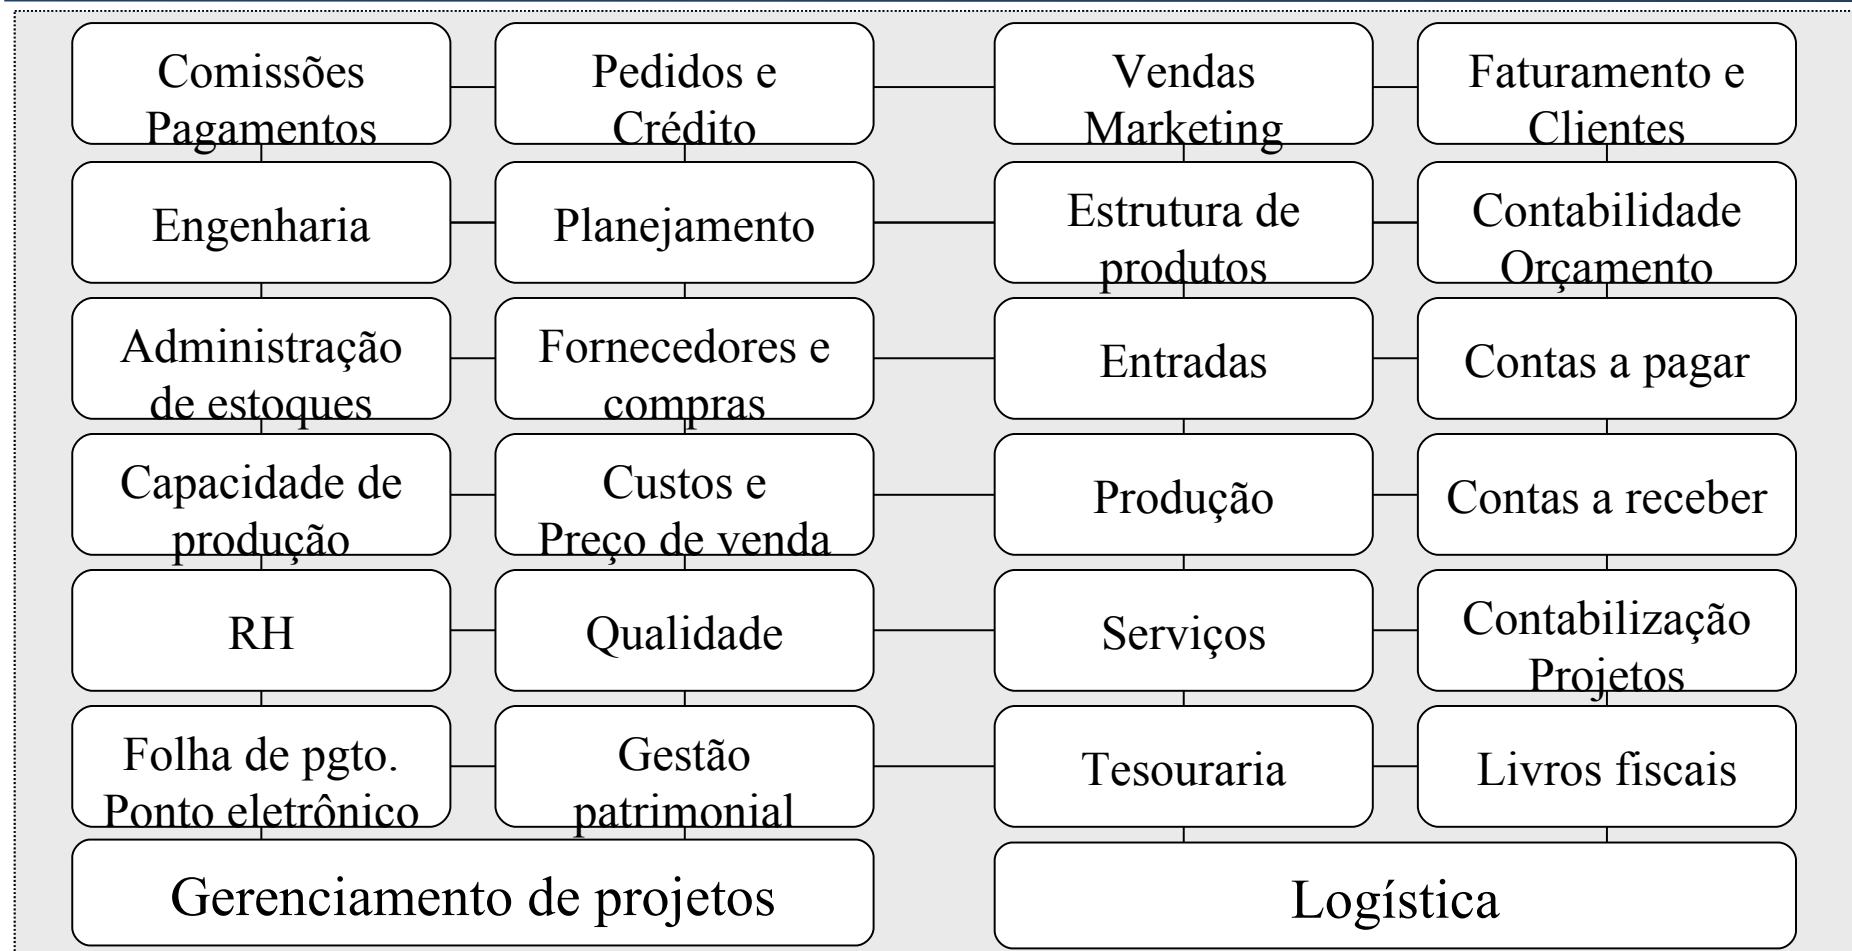 Comissões
Pagamentos
Pedidos e
Crédito
Vendas
Marketing
Faturamento e
Clientes
Engenharia
Planejamento
Estrutura de
produtos
Contabilidade
Orçamento
Administração
de estoques
Fornecedores e
compras
Entradas
Contas a pagar
Capacidade de
produção
Custos e
Preço de venda
Produção
Contas a receber
RH
Qualidade
Serviços
Contabilização
Projetos
Folha de pgto.
Ponto eletrônico
Gestão
patrimonial
Tesouraria
Livros fiscais
Gerenciamento de projetos
Logística